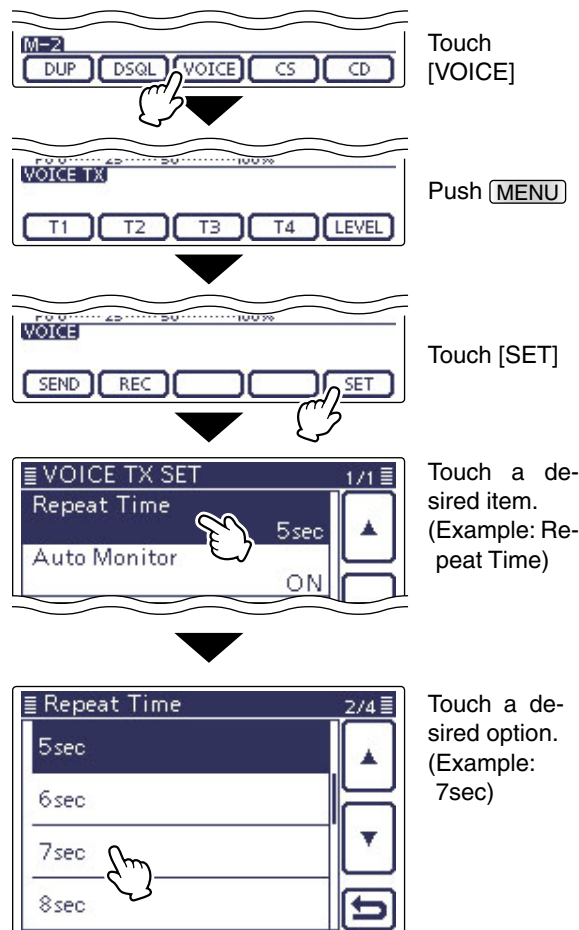 M-2
DUP DSQL VOICE CS CD
Touch
[VOICE]
VOICE TX
T1 T2 T3 T4 LEVEL
Push MENU
VOICE
SEND REC SET
Touch [SET]
VOICE TX SET 1/1
Repeat Time
5sec
Auto Monitor
ON
Touch a de-
sired item.
(Example: Re-
peat Time)
Repeat Time 2/4
5sec
6sec
7sec
8sec
Touch a de-
sired option.
(Example:
7sec)